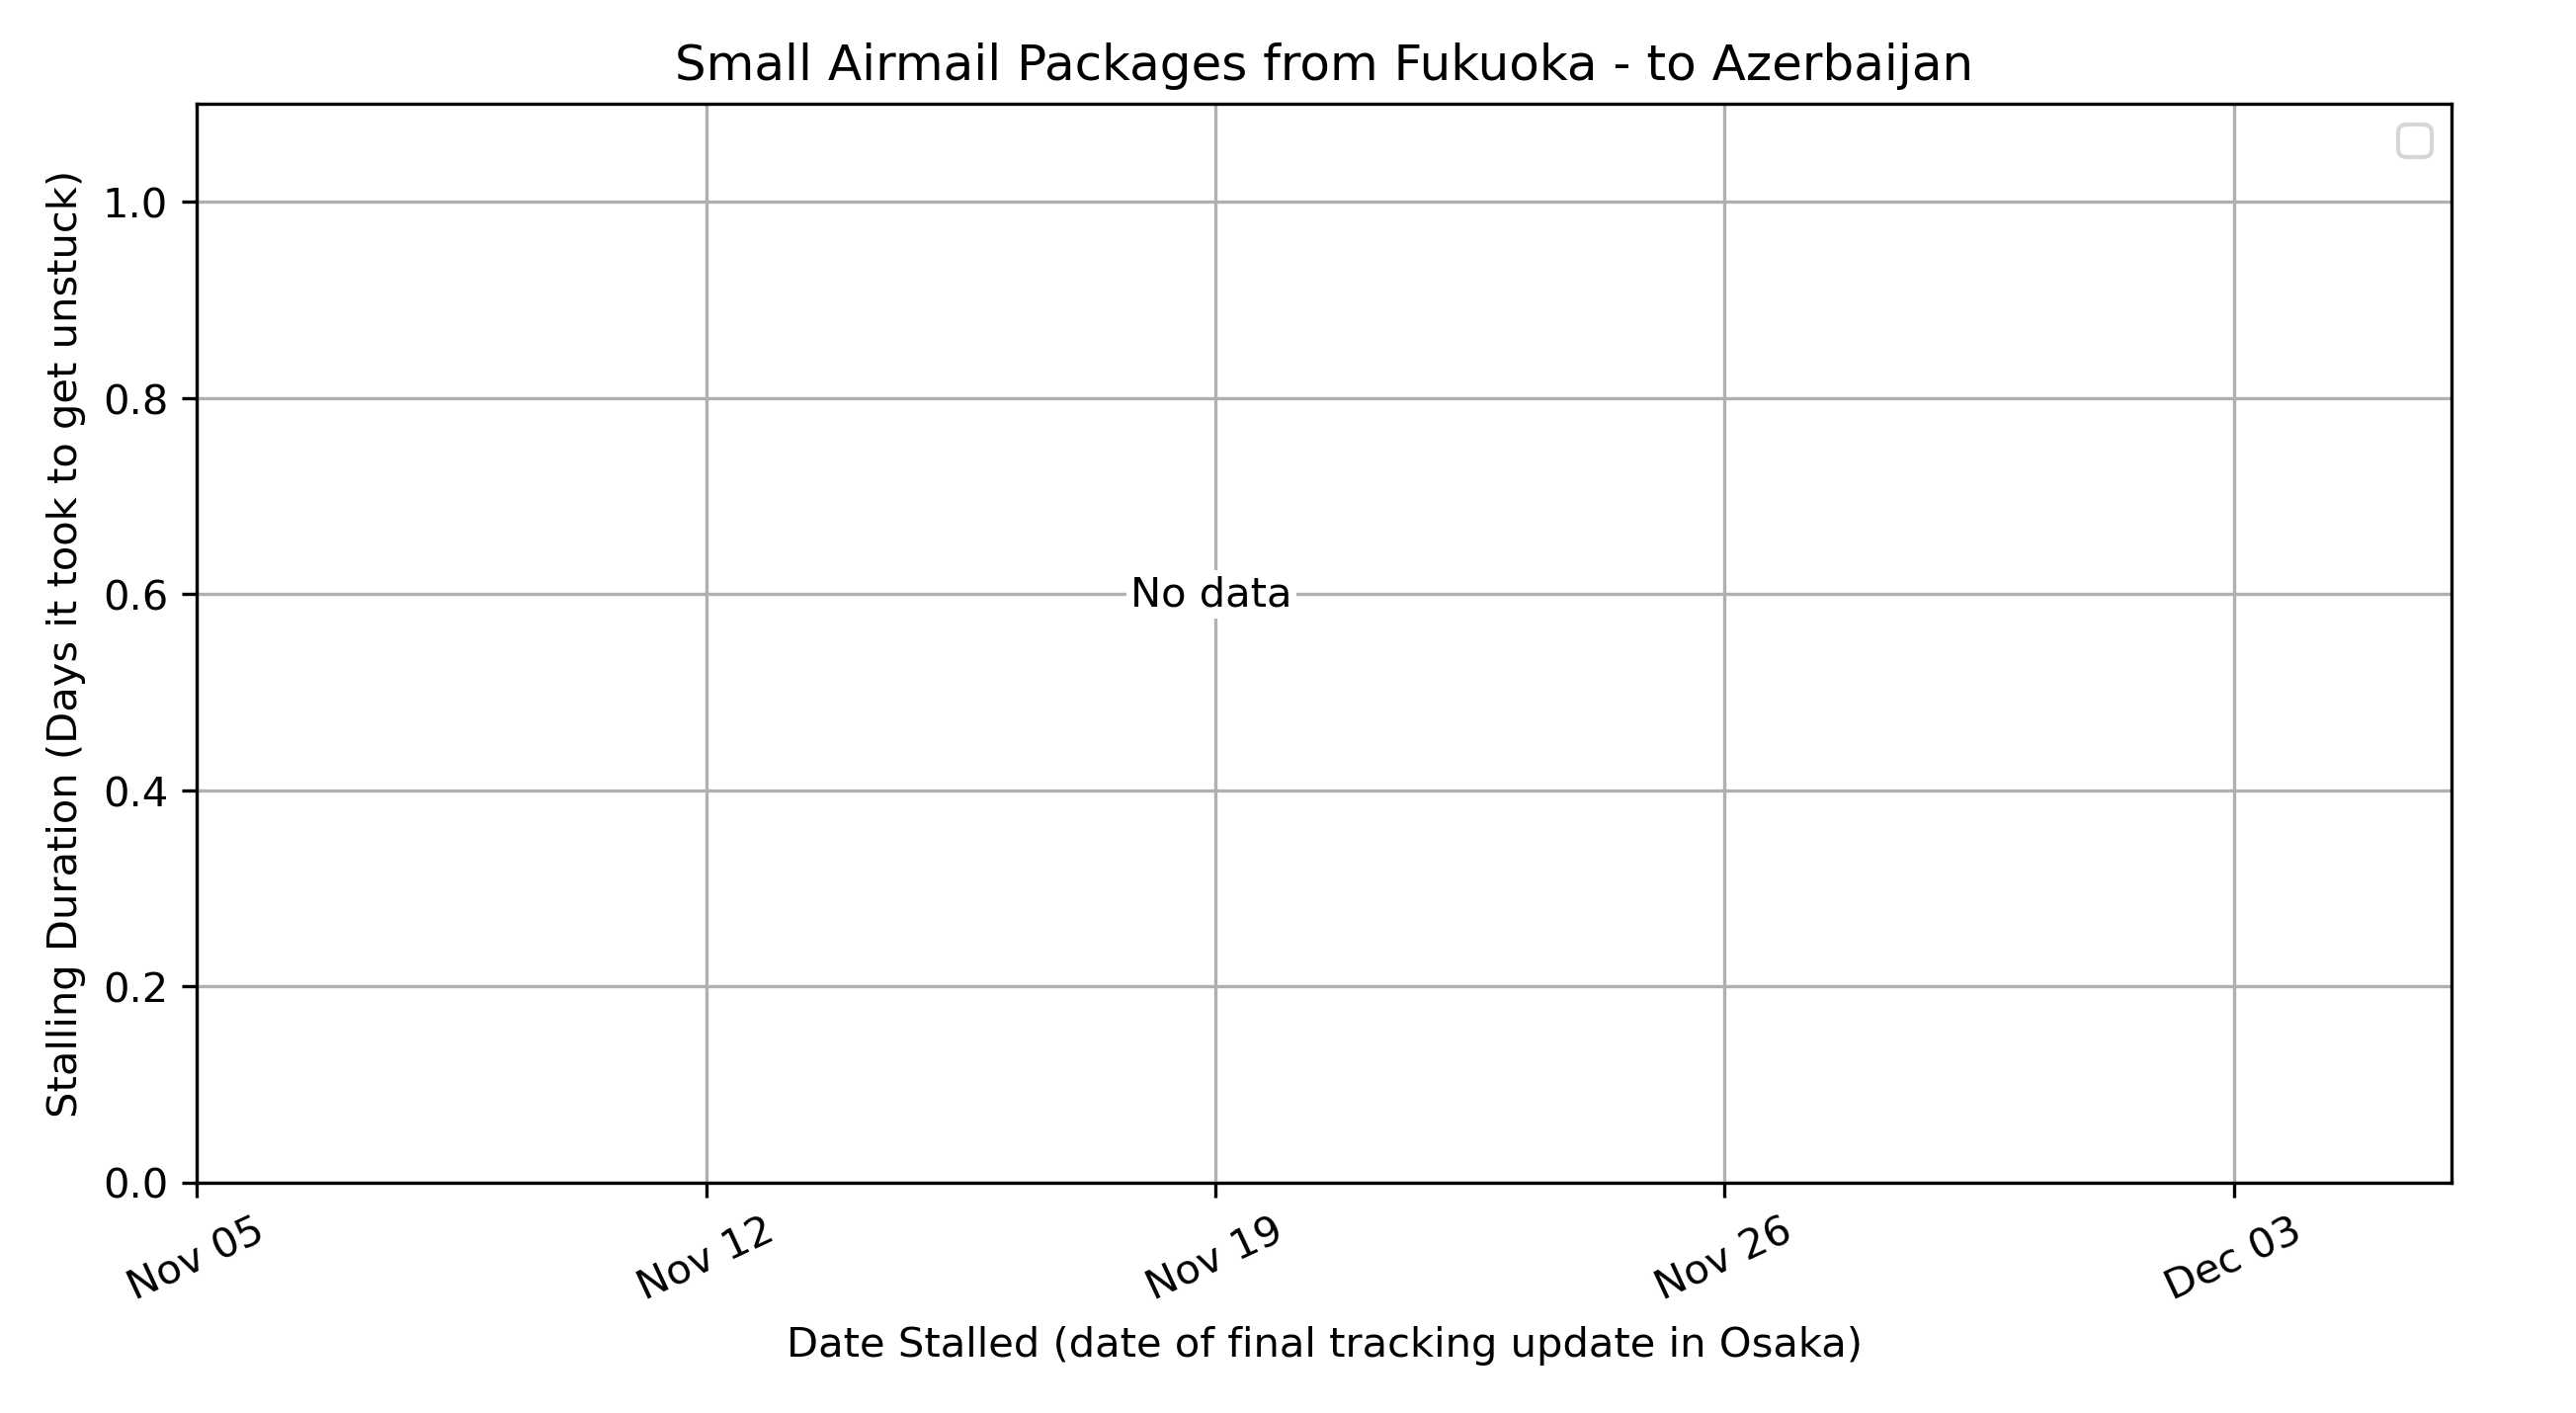 Small Airmail Packages from Fukuoka - to Azerbaijan
Stalling Duration (Days it took to get unstuck)
1.0
0.8
0.6
0.4
0.2
0.0
No data
Nov 05
Nov 12
Nov 19
Nov 26
Dec 03
Date Stalled (date of final tracking update in Osaka)